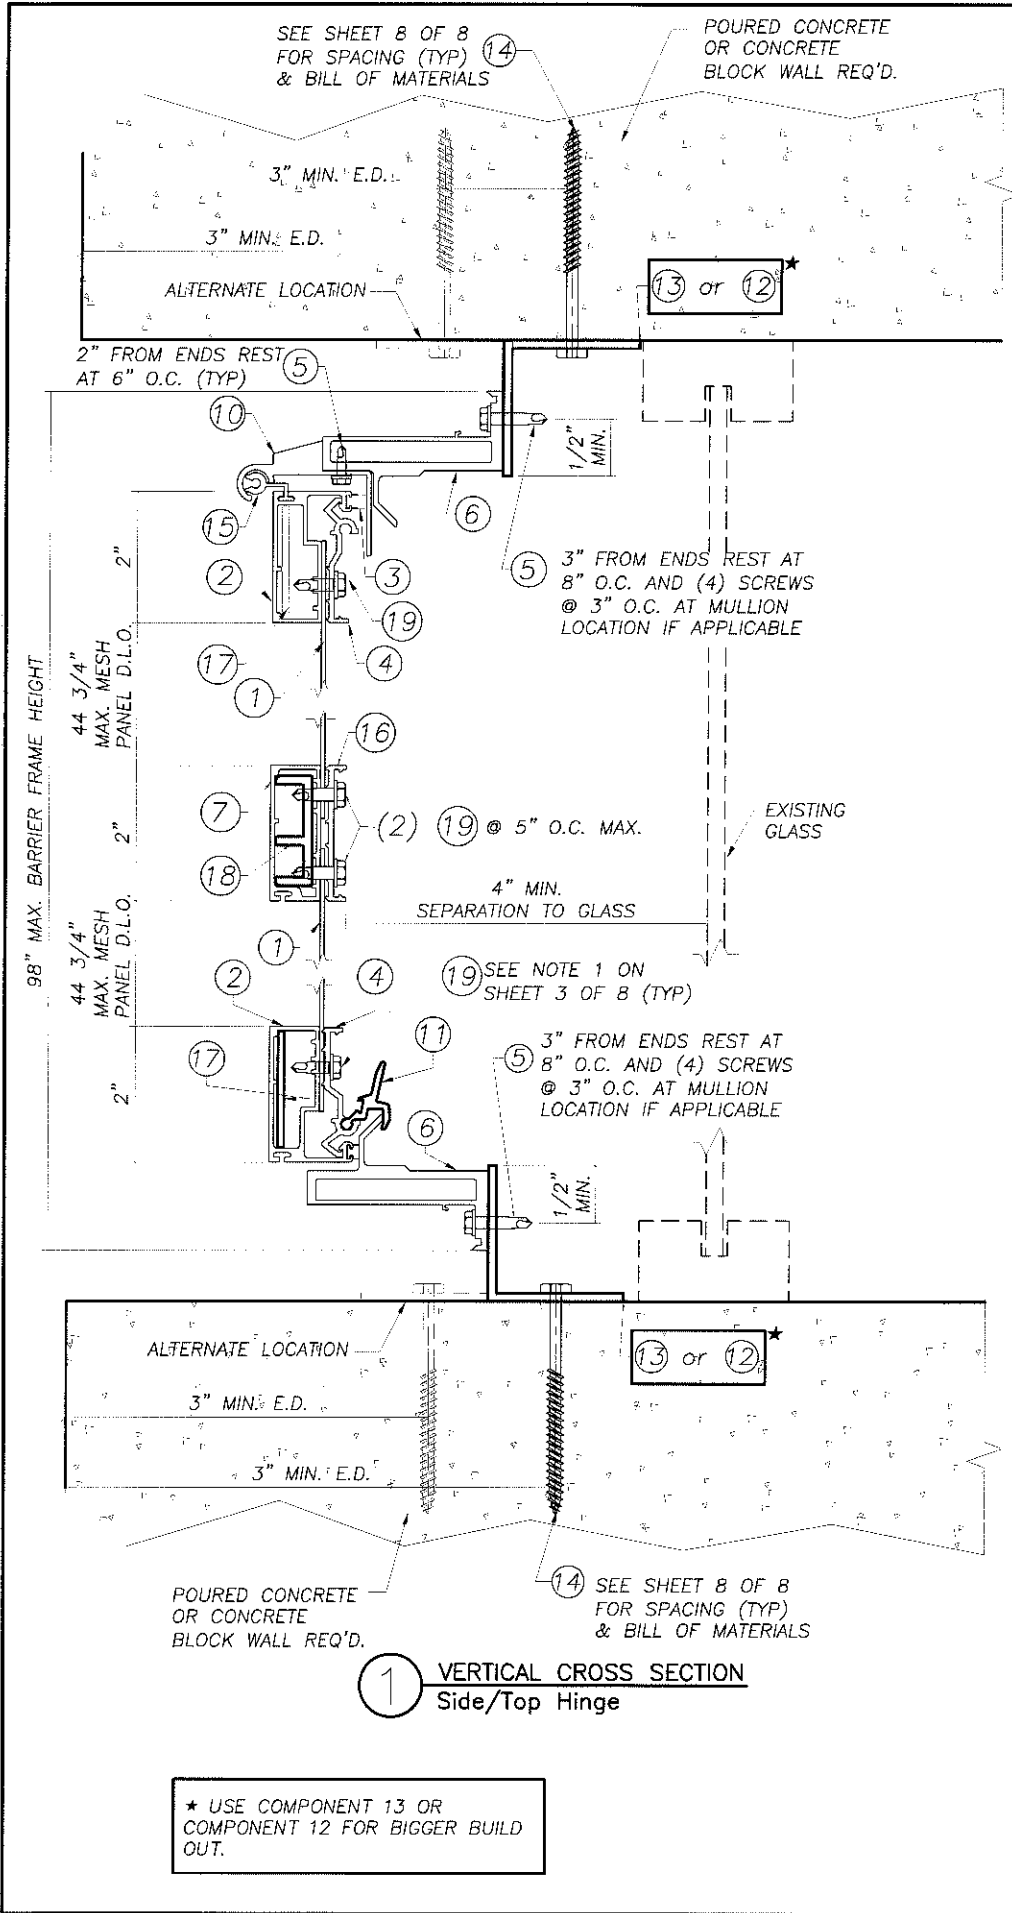 SEE SHEET 8 OF 8
FOR SPACING (TYP)
& BILL OF MATERIALS
14
POURED CONCRETE
OR CONCRETE
BLOCK WALL REQ'D.
3" MIN. E.D.
3" MIN. E.D.
ALTERNATE LOCATION
13 or 12 ★
2" FROM ENDS REST
AT 6" O.C. (TYP)
5
10
1/2"
MIN.
6
15
2
3
5
3" FROM ENDS REST AT
8" O.C. AND (4) SCREWS
@ 3" O.C. AT MULLION
LOCATION IF APPLICABLE
19
17
4
1
2"
44 3/4"
MAX. MESH
PANEL D.L.O.
98" MAX. BARRIER FRAME HEIGHT
16
7
(2) 19 @ 5" O.C. MAX.
EXISTING
GLASS
2"
18
4" MIN.
SEPARATION TO GLASS
1
44 3/4"
MAX. MESH
PANEL D.L.O.
2
4
19
SEE NOTE 1 ON
SHEET 3 OF 8 (TYP)
11
5
3" FROM ENDS REST AT
8" O.C. AND (4) SCREWS
@ 3" O.C. AT MULLION
LOCATION IF APPLICABLE
17
2"
6
1/2"
MIN.
ALTERNATE LOCATION
13 or 12 ★
3" MIN. E.D.
3" MIN. E.D.
POURED CONCRETE
OR CONCRETE
BLOCK WALL REQ'D.
14
SEE SHEET 8 OF 8
FOR SPACING (TYP)
& BILL OF MATERIALS
1
VERTICAL CROSS SECTION
Side/Top Hinge
★ USE COMPONENT 13 OR
COMPONENT 12 FOR BIGGER BUILD
OUT.